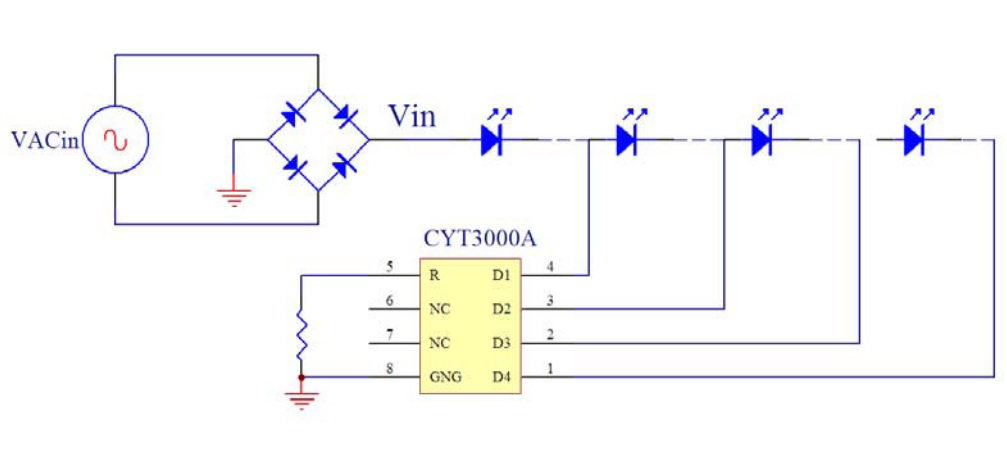 Vin
VACin
CYT3000A
5 R D1 4
6 NC D2 3
7 NC D3 2
8 GNG D4 1